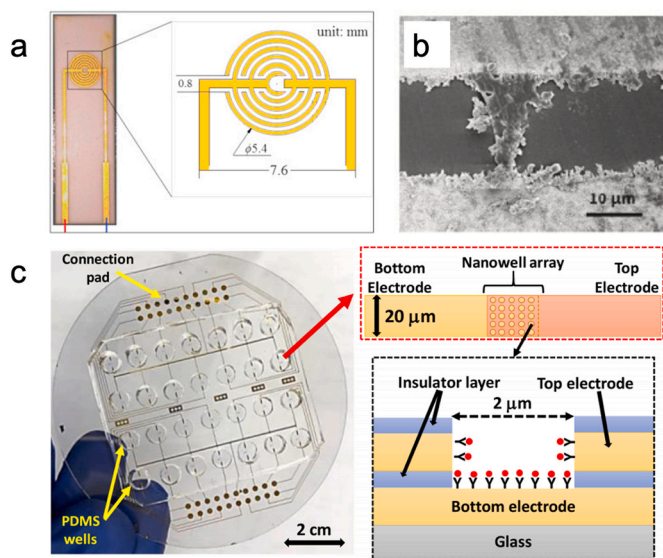 a
unit: mm
0.8
ϕ5.4
7.6
b
10 μm
c
Connection
pad
PDMS
wells
2 cm
Bottom
Electrode
Nanowell array
Top
Electrode
20 μm
Insulator layer
Top electrode
2 μm
Bottom electrode
Glass